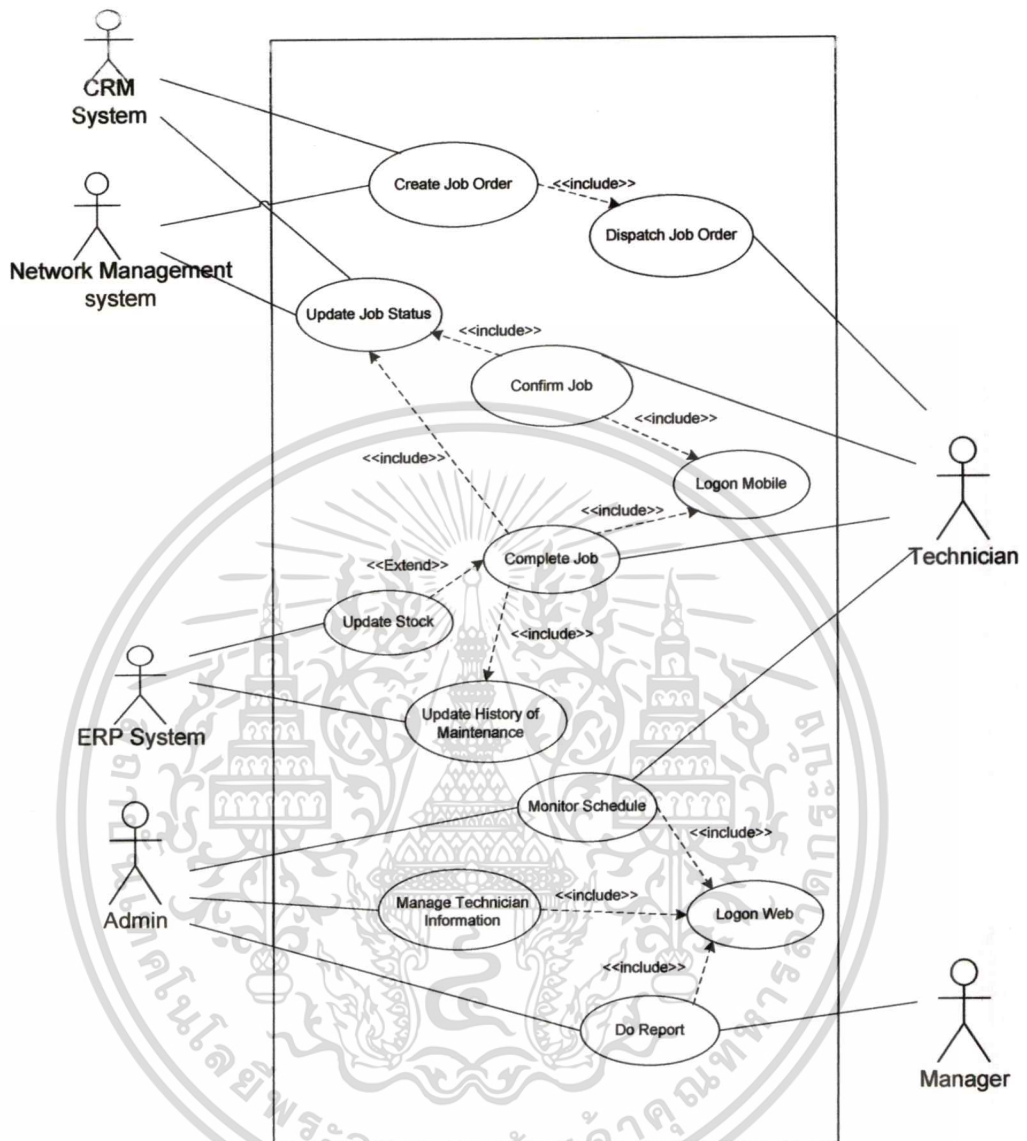 CRM
System
Create Job Order
<<include>>
Dispatch Job Order
Network Management
system
Update Job Status
<<include>>
Confirm Job
<<include>>
<<include>>
Logon Mobile
<<include>>
Technician
<<Extend>>
Complete Job
Update Stock
<<include>>
ERP System
Update History of
Maintenance
Monitor Schedule
<<include>>
Admin
Manage Technician
Information
<<include>>
Logon Web
<<include>>
Do Report
Manager